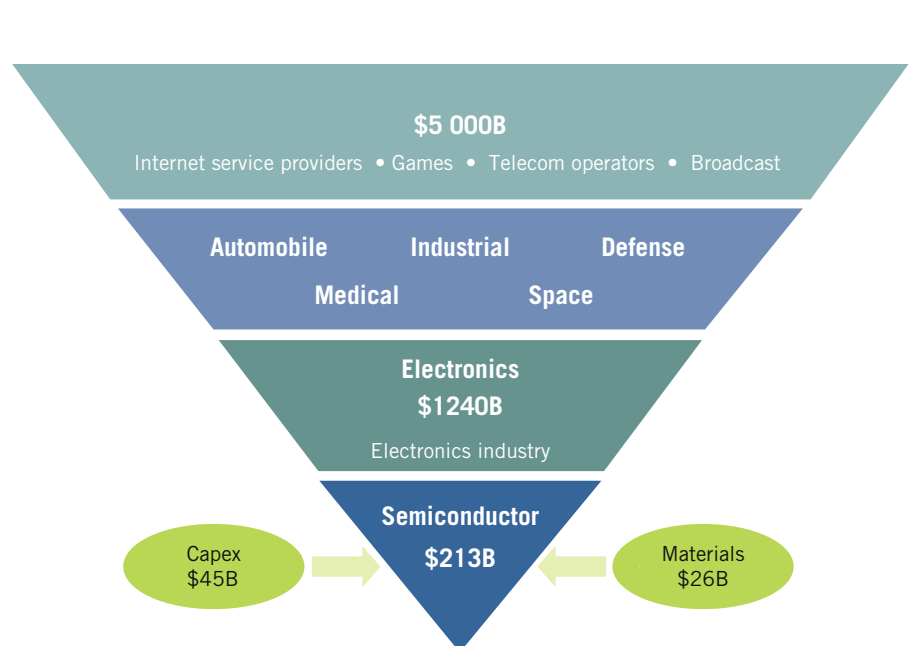 $5 000B
Internet service providers • Games • Telecom operators • Broadcast
Automobile Industrial Defense
Medical Space
Electronics
$1240B
Electronics industry
Semiconductor
$213B
Capex
$45B
Materials
$26B